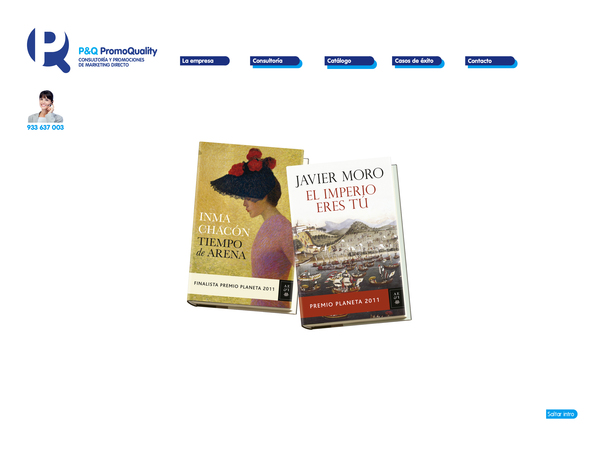 P&Q PromoQuality
CONSULTORÍA Y PROMOCIONES
DE MARKETING DIRECTO
La empresa
Consultoría
Catálogo
Casos de éxito
Contacto
933 637 003
INMA
CHACÓN
TIEMPO
de ARENA
FINALISTA PREMIO PLANETA 2011
JAVIER MORO
EL IMPERIO
ERES TÚ
PREMIO PLANETA 2011
Saltar intro